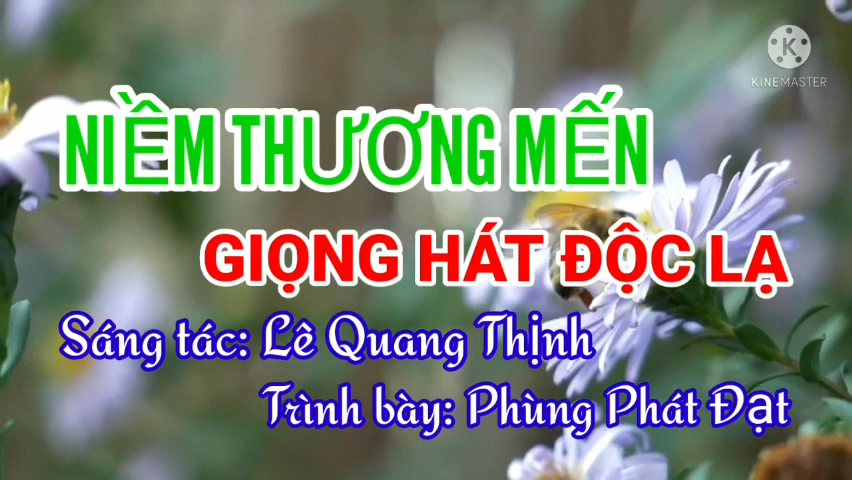 KINEMASTER
NIỀM THƯƠNG MẾN
GIỌNG HÁT ĐỘC LẠ
Sáng tác: Lê Quang Thịnh
Trình bày: Phùng Phát Đạt